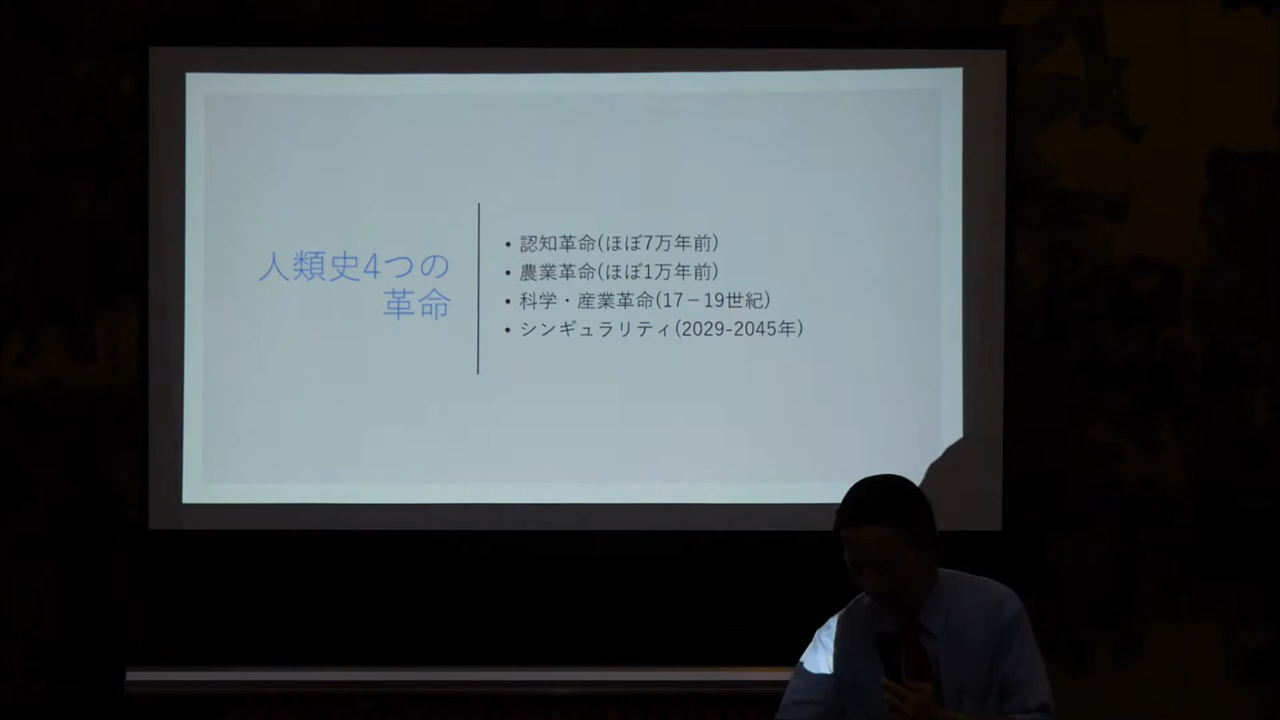 人類史4つの
革命
• 認知革命(ほぼ7万年前)
• 農業革命(ほぼ1万年前)
• 科学・産業革命(17－19世紀)
• シンギュラリティ(2029-2045年)